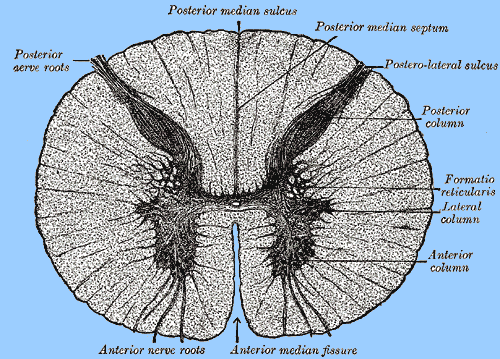 Posterior median sulcus
Posterior median septum
Posterior
nerve roots
Postero-lateral sulcus
Posterior
column
Formatio
reticularis
Lateral
column
Anterior
column
Anterior nerve roots
Anterior median fissure